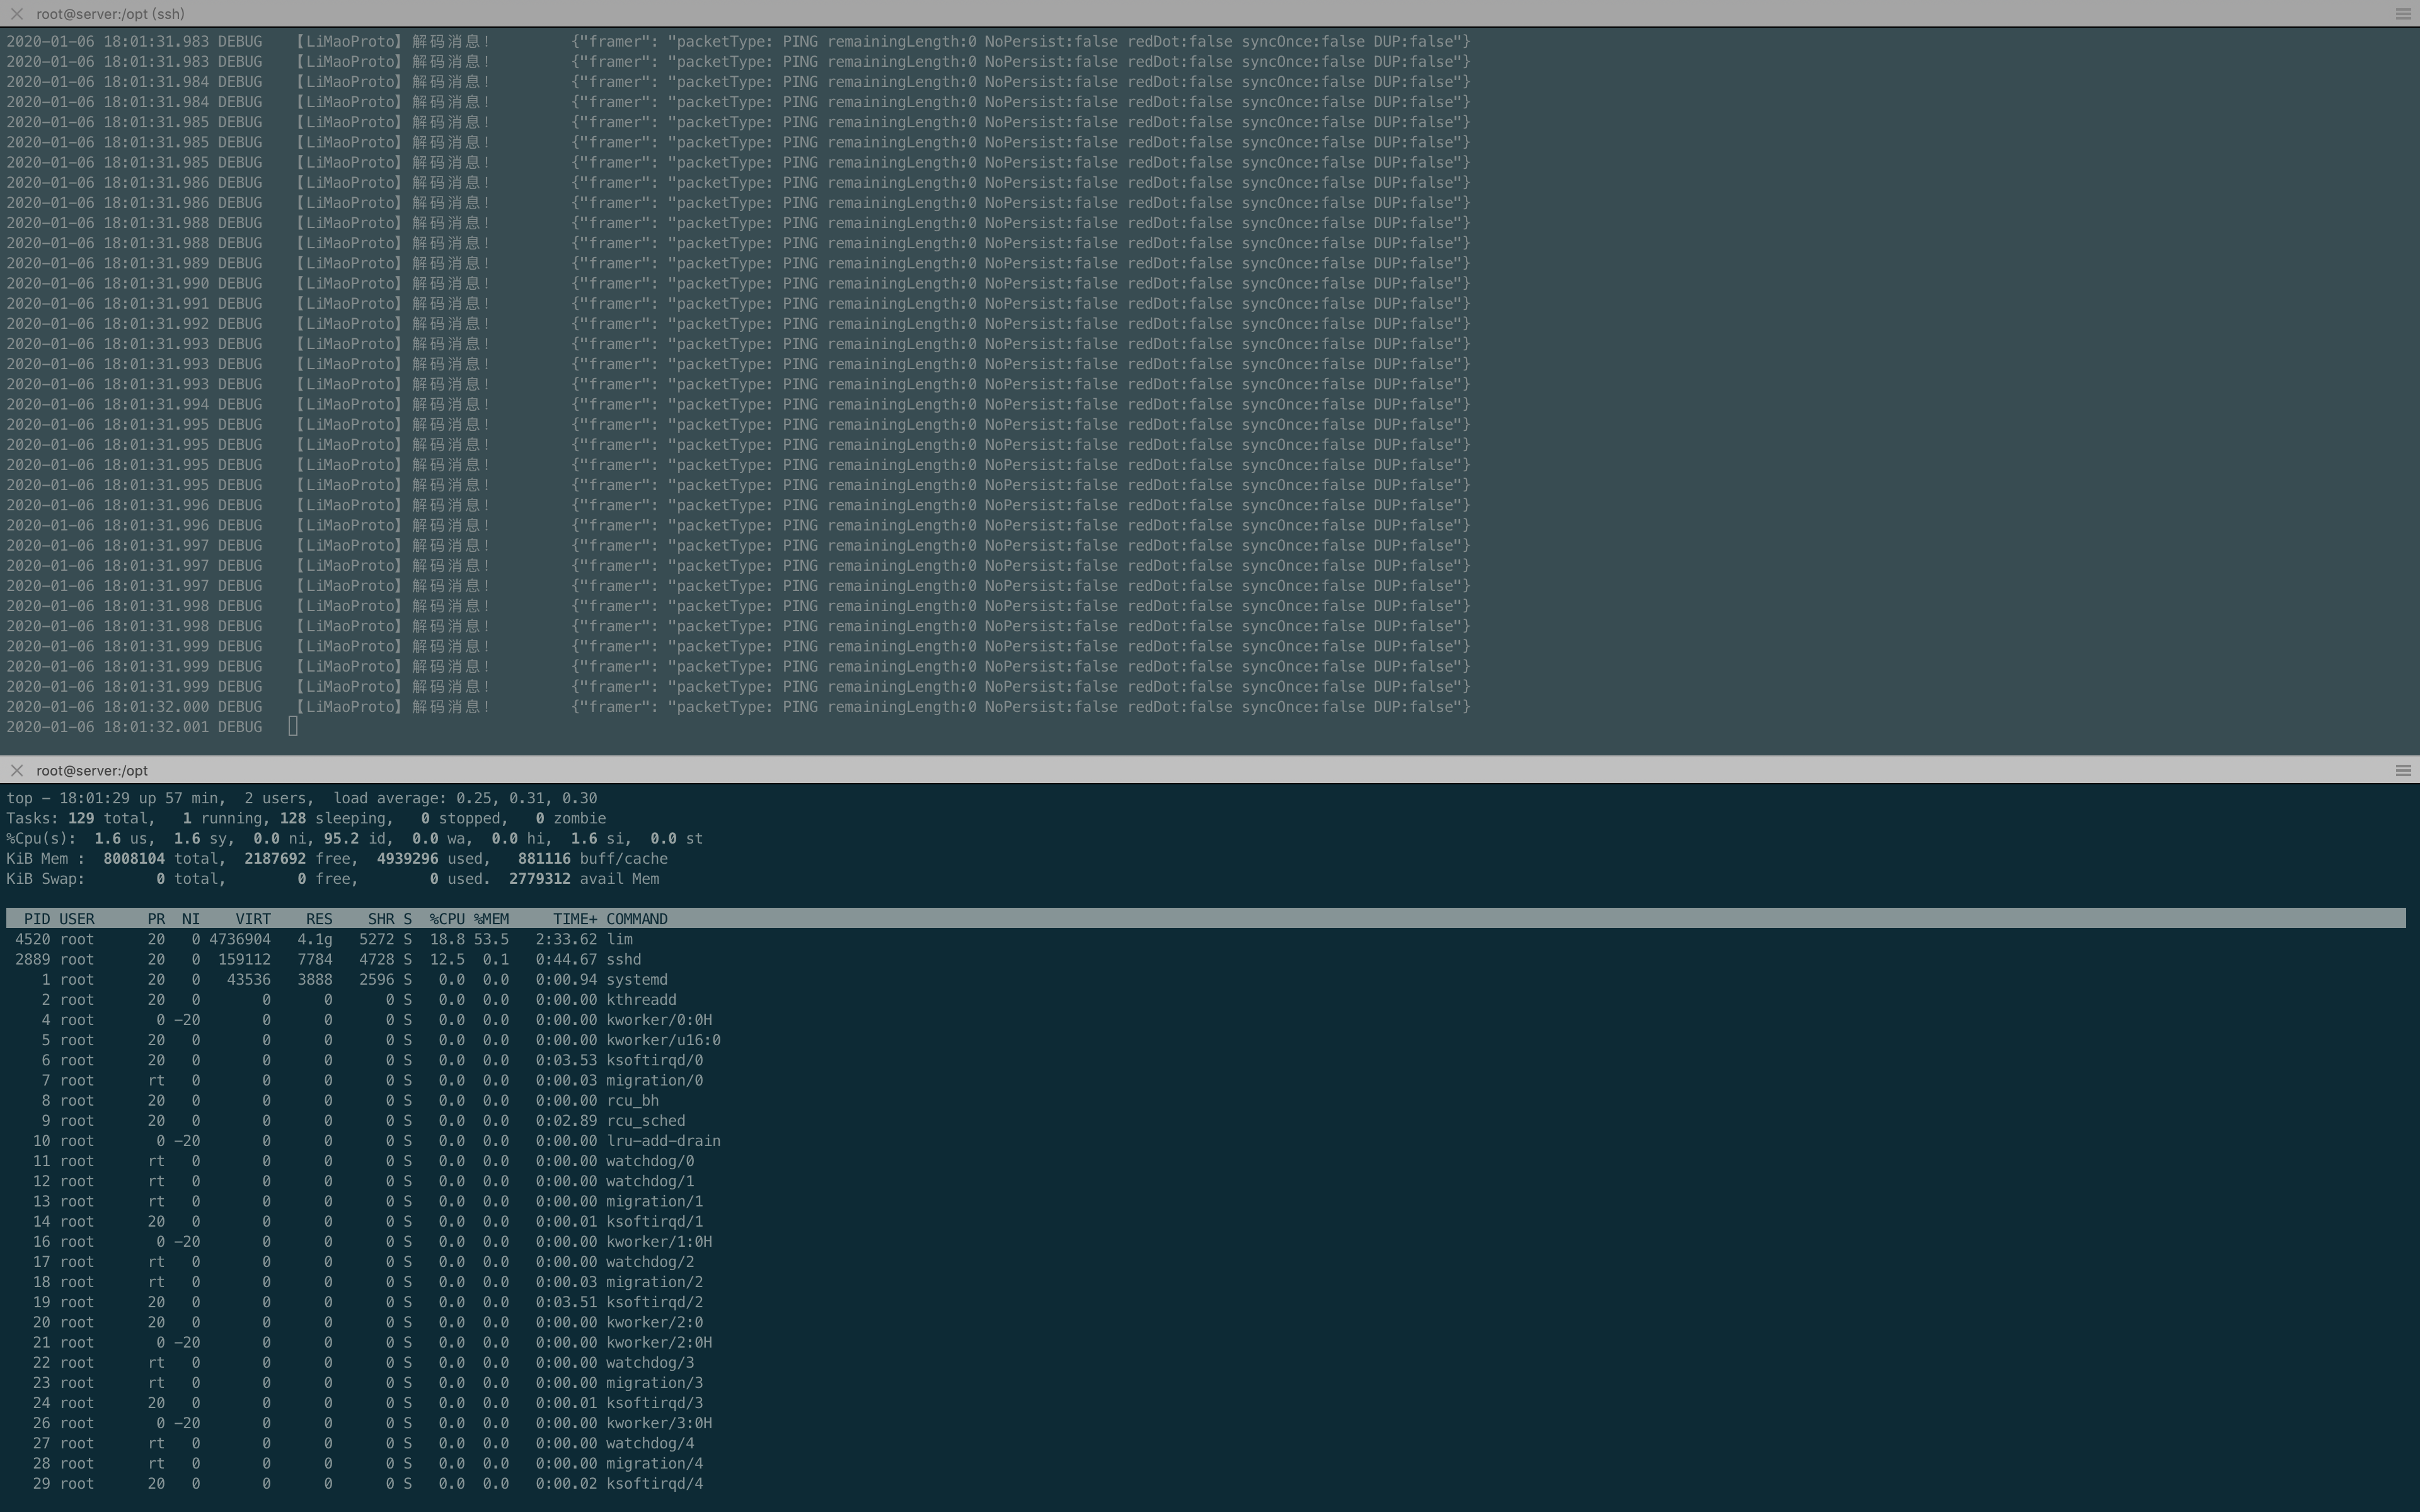 root@server:/opt (ssh)
2020-01-06 18:01:31.983 DEBUG 【LiMaoProto】解码消息! {"framer": "packetType: PING remainingLength:0 NoPersist:false redDot:false syncOnce:false DUP:false"}
2020-01-06 18:01:31.983 DEBUG 【LiMaoProto】解码消息! {"framer": "packetType: PING remainingLength:0 NoPersist:false redDot:false syncOnce:false DUP:false"}
2020-01-06 18:01:31.984 DEBUG 【LiMaoProto】解码消息! {"framer": "packetType: PING remainingLength:0 NoPersist:false redDot:false syncOnce:false DUP:false"}
2020-01-06 18:01:31.984 DEBUG 【LiMaoProto】解码消息! {"framer": "packetType: PING remainingLength:0 NoPersist:false redDot:false syncOnce:false DUP:false"}
2020-01-06 18:01:31.985 DEBUG 【LiMaoProto】解码消息! {"framer": "packetType: PING remainingLength:0 NoPersist:false redDot:false syncOnce:false DUP:false"}
2020-01-06 18:01:31.985 DEBUG 【LiMaoProto】解码消息! {"framer": "packetType: PING remainingLength:0 NoPersist:false redDot:false syncOnce:false DUP:false"}
2020-01-06 18:01:31.985 DEBUG 【LiMaoProto】解码消息! {"framer": "packetType: PING remainingLength:0 NoPersist:false redDot:false syncOnce:false DUP:false"}
2020-01-06 18:01:31.986 DEBUG 【LiMaoProto】解码消息! {"framer": "packetType: PING remainingLength:0 NoPersist:false redDot:false syncOnce:false DUP:false"}
2020-01-06 18:01:31.986 DEBUG 【LiMaoProto】解码消息! {"framer": "packetType: PING remainingLength:0 NoPersist:false redDot:false syncOnce:false DUP:false"}
2020-01-06 18:01:31.988 DEBUG 【LiMaoProto】解码消息! {"framer": "packetType: PING remainingLength:0 NoPersist:false redDot:false syncOnce:false DUP:false"}
2020-01-06 18:01:31.988 DEBUG 【LiMaoProto】解码消息! {"framer": "packetType: PING remainingLength:0 NoPersist:false redDot:false syncOnce:false DUP:false"}
2020-01-06 18:01:31.989 DEBUG 【LiMaoProto】解码消息! {"framer": "packetType: PING remainingLength:0 NoPersist:false redDot:false syncOnce:false DUP:false"}
2020-01-06 18:01:31.990 DEBUG 【LiMaoProto】解码消息! {"framer": "packetType: PING remainingLength:0 NoPersist:false redDot:false syncOnce:false DUP:false"}
2020-01-06 18:01:31.991 DEBUG 【LiMaoProto】解码消息! {"framer": "packetType: PING remainingLength:0 NoPersist:false redDot:false syncOnce:false DUP:false"}
2020-01-06 18:01:31.992 DEBUG 【LiMaoProto】解码消息! {"framer": "packetType: PING remainingLength:0 NoPersist:false redDot:false syncOnce:false DUP:false"}
2020-01-06 18:01:31.993 DEBUG 【LiMaoProto】解码消息! {"framer": "packetType: PING remainingLength:0 NoPersist:false redDot:false syncOnce:false DUP:false"}
2020-01-06 18:01:31.993 DEBUG 【LiMaoProto】解码消息! {"framer": "packetType: PING remainingLength:0 NoPersist:false redDot:false syncOnce:false DUP:false"}
2020-01-06 18:01:31.993 DEBUG 【LiMaoProto】解码消息! {"framer": "packetType: PING remainingLength:0 NoPersist:false redDot:false syncOnce:false DUP:false"}
2020-01-06 18:01:31.994 DEBUG 【LiMaoProto】解码消息! {"framer": "packetType: PING remainingLength:0 NoPersist:false redDot:false syncOnce:false DUP:false"}
2020-01-06 18:01:31.995 DEBUG 【LiMaoProto】解码消息! {"framer": "packetType: PING remainingLength:0 NoPersist:false redDot:false syncOnce:false DUP:false"}
2020-01-06 18:01:31.995 DEBUG 【LiMaoProto】解码消息! {"framer": "packetType: PING remainingLength:0 NoPersist:false redDot:false syncOnce:false DUP:false"}
2020-01-06 18:01:31.995 DEBUG 【LiMaoProto】解码消息! {"framer": "packetType: PING remainingLength:0 NoPersist:false redDot:false syncOnce:false DUP:false"}
2020-01-06 18:01:31.995 DEBUG 【LiMaoProto】解码消息! {"framer": "packetType: PING remainingLength:0 NoPersist:false redDot:false syncOnce:false DUP:false"}
2020-01-06 18:01:31.996 DEBUG 【LiMaoProto】解码消息! {"framer": "packetType: PING remainingLength:0 NoPersist:false redDot:false syncOnce:false DUP:false"}
2020-01-06 18:01:31.996 DEBUG 【LiMaoProto】解码消息! {"framer": "packetType: PING remainingLength:0 NoPersist:false redDot:false syncOnce:false DUP:false"}
2020-01-06 18:01:31.997 DEBUG 【LiMaoProto】解码消息! {"framer": "packetType: PING remainingLength:0 NoPersist:false redDot:false syncOnce:false DUP:false"}
2020-01-06 18:01:31.997 DEBUG 【LiMaoProto】解码消息! {"framer": "packetType: PING remainingLength:0 NoPersist:false redDot:false syncOnce:false DUP:false"}
2020-01-06 18:01:31.997 DEBUG 【LiMaoProto】解码消息! {"framer": "packetType: PING remainingLength:0 NoPersist:false redDot:false syncOnce:false DUP:false"}
2020-01-06 18:01:31.998 DEBUG 【LiMaoProto】解码消息! {"framer": "packetType: PING remainingLength:0 NoPersist:false redDot:false syncOnce:false DUP:false"}
2020-01-06 18:01:31.998 DEBUG 【LiMaoProto】解码消息! {"framer": "packetType: PING remainingLength:0 NoPersist:false redDot:false syncOnce:false DUP:false"}
2020-01-06 18:01:31.999 DEBUG 【LiMaoProto】解码消息! {"framer": "packetType: PING remainingLength:0 NoPersist:false redDot:false syncOnce:false DUP:false"}
2020-01-06 18:01:31.999 DEBUG 【LiMaoProto】解码消息! {"framer": "packetType: PING remainingLength:0 NoPersist:false redDot:false syncOnce:false DUP:false"}
2020-01-06 18:01:31.999 DEBUG 【LiMaoProto】解码消息! {"framer": "packetType: PING remainingLength:0 NoPersist:false redDot:false syncOnce:false DUP:false"}
2020-01-06 18:01:32.000 DEBUG 【LiMaoProto】解码消息! {"framer": "packetType: PING remainingLength:0 NoPersist:false redDot:false syncOnce:false DUP:false"}
2020-01-06 18:01:32.001 DEBUG
root@server:/opt
top - 18:01:29 up 57 min, 2 users, load average: 0.25, 0.31, 0.30
Tasks: 129 total, 1 running, 128 sleeping, 0 stopped, 0 zombie
%Cpu(s): 1.6 us, 1.6 sy, 0.0 ni, 95.2 id, 0.0 wa, 0.0 hi, 1.6 si, 0.0 st
KiB Mem : 8008104 total, 2187692 free, 4939296 used, 881116 buff/cache
KiB Swap: 0 total, 0 free, 0 used. 2779312 avail Mem
PID USER PR NI VIRT RES SHR S %CPU %MEM TIME+ COMMAND
4520 root 20 0 4736904 4.1g 5272 S 18.8 53.5 2:33.62 lim
2889 root 20 0 159112 7784 4728 S 12.5 0.1 0:44.67 sshd
1 root 20 0 43536 3888 2596 S 0.0 0.0 0:00.94 systemd
2 root 20 0 0 0 0 S 0.0 0.0 0:00.00 kthreadd
4 root 0 -20 0 0 0 S 0.0 0.0 0:00.00 kworker/0:0H
5 root 20 0 0 0 0 S 0.0 0.0 0:00.00 kworker/u16:0
6 root 20 0 0 0 0 S 0.0 0.0 0:03.53 ksoftirqd/0
7 root rt 0 0 0 0 S 0.0 0.0 0:00.03 migration/0
8 root 20 0 0 0 0 S 0.0 0.0 0:00.00 rcu_bh
9 root 20 0 0 0 0 S 0.0 0.0 0:02.89 rcu_sched
10 root 0 -20 0 0 0 S 0.0 0.0 0:00.00 lru-add-drain
11 root rt 0 0 0 0 S 0.0 0.0 0:00.00 watchdog/0
12 root rt 0 0 0 0 S 0.0 0.0 0:00.00 watchdog/1
13 root rt 0 0 0 0 S 0.0 0.0 0:00.00 migration/1
14 root 20 0 0 0 0 S 0.0 0.0 0:00.01 ksoftirqd/1
16 root 0 -20 0 0 0 S 0.0 0.0 0:00.00 kworker/1:0H
17 root rt 0 0 0 0 S 0.0 0.0 0:00.00 watchdog/2
18 root rt 0 0 0 0 S 0.0 0.0 0:00.03 migration/2
19 root 20 0 0 0 0 S 0.0 0.0 0:03.51 ksoftirqd/2
20 root 20 0 0 0 0 S 0.0 0.0 0:00.00 kworker/2:0
21 root 0 -20 0 0 0 S 0.0 0.0 0:00.00 kworker/2:0H
22 root rt 0 0 0 0 S 0.0 0.0 0:00.00 watchdog/3
23 root rt 0 0 0 0 S 0.0 0.0 0:00.00 migration/3
24 root 20 0 0 0 0 S 0.0 0.0 0:00.01 ksoftirqd/3
26 root 0 -20 0 0 0 S 0.0 0.0 0:00.00 kworker/3:0H
27 root rt 0 0 0 0 S 0.0 0.0 0:00.00 watchdog/4
28 root rt 0 0 0 0 S 0.0 0.0 0:00.00 migration/4
29 root 20 0 0 0 0 S 0.0 0.0 0:00.02 ksoftirqd/4